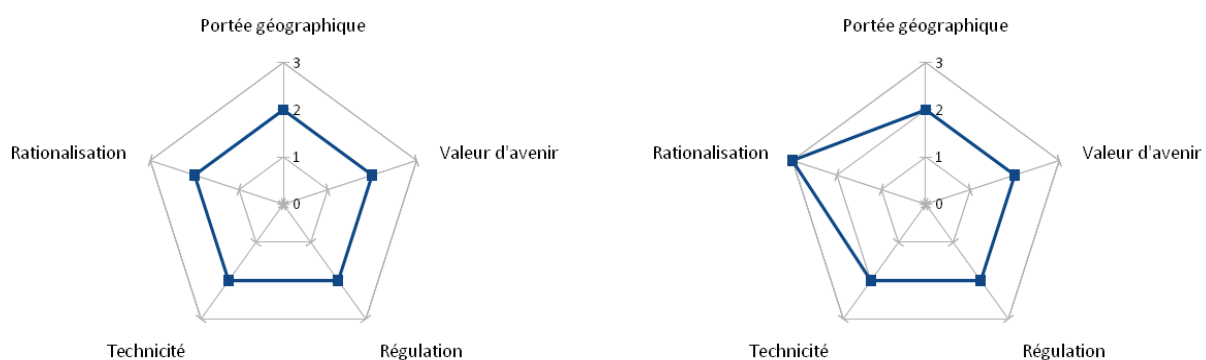 Portée géographique
3
2
Rationalisation
Valeur d'avenir
1
0
Technicité
Régulation
Portée géographique
3
2
Rationalisation
Valeur d'avenir
1
0
Technicité
Régulation